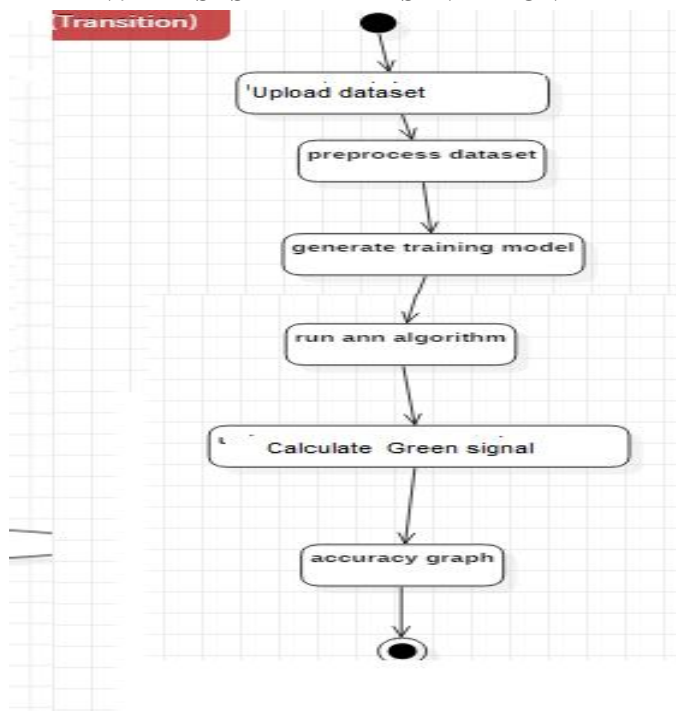 (Transition)
Upload dataset
preprocess dataset
generate training model
run ann algorithm
Calculate Green signal
accuracy graph